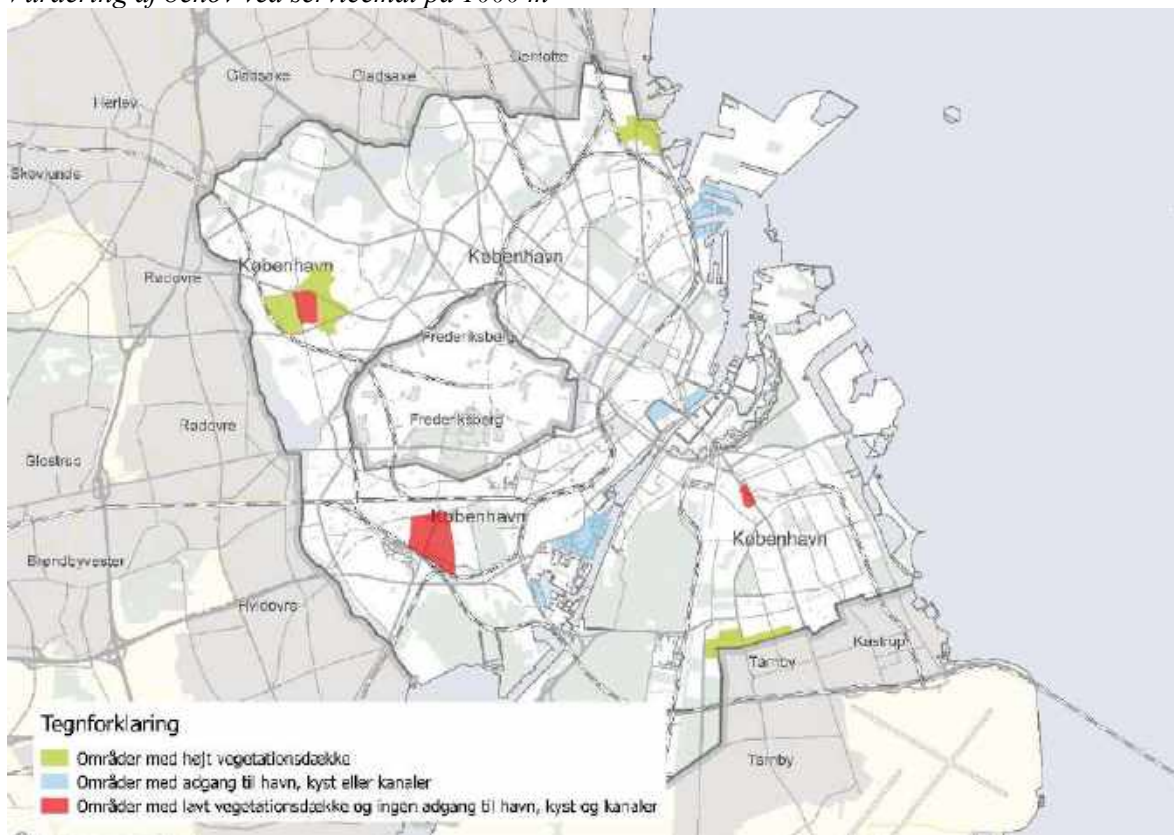 Vurdering af behov ved servicemål på 1000 m
Gentofte
Gladsaxe
Gladsaxe
Herlev
Skovlunde
København
København
Rødovre
Frederiksberg
Frederiksberg
Rødovre
Glostrup
København
København
Brøndbyvester
Hvidovre
Kastrup
Tårnby
Tårnby
Tegnforklaring
Områder med højt vegetationsdække
Områder med adgang til havn, kyst eller kanaler
Områder med lavt vegetationsdække og ingen adgang til havn, kyst og kanaler